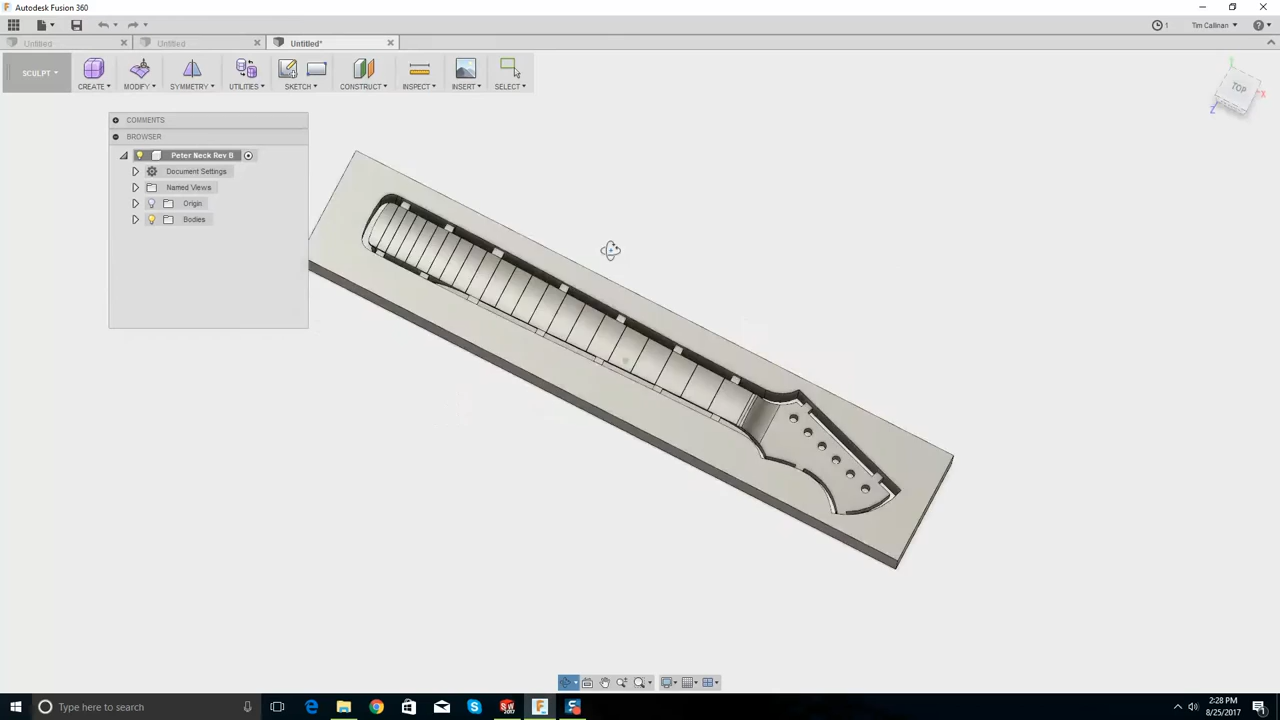 Autodesk Fusion 360
Tim Callinan
Untitled
Untitled
Untitled*
SCULPT
CREATE
MODIFY
SYMMETRY
UTILITIES
SKETCH
CONSTRUCT
INSPECT
INSERT
SELECT
TOP
X
Z
COMMENTS
BROWSER
Peter Neck Rev B
Document Settings
Named Views
Origin
Bodies
Type here to search
2:28 PM
8/25/2017